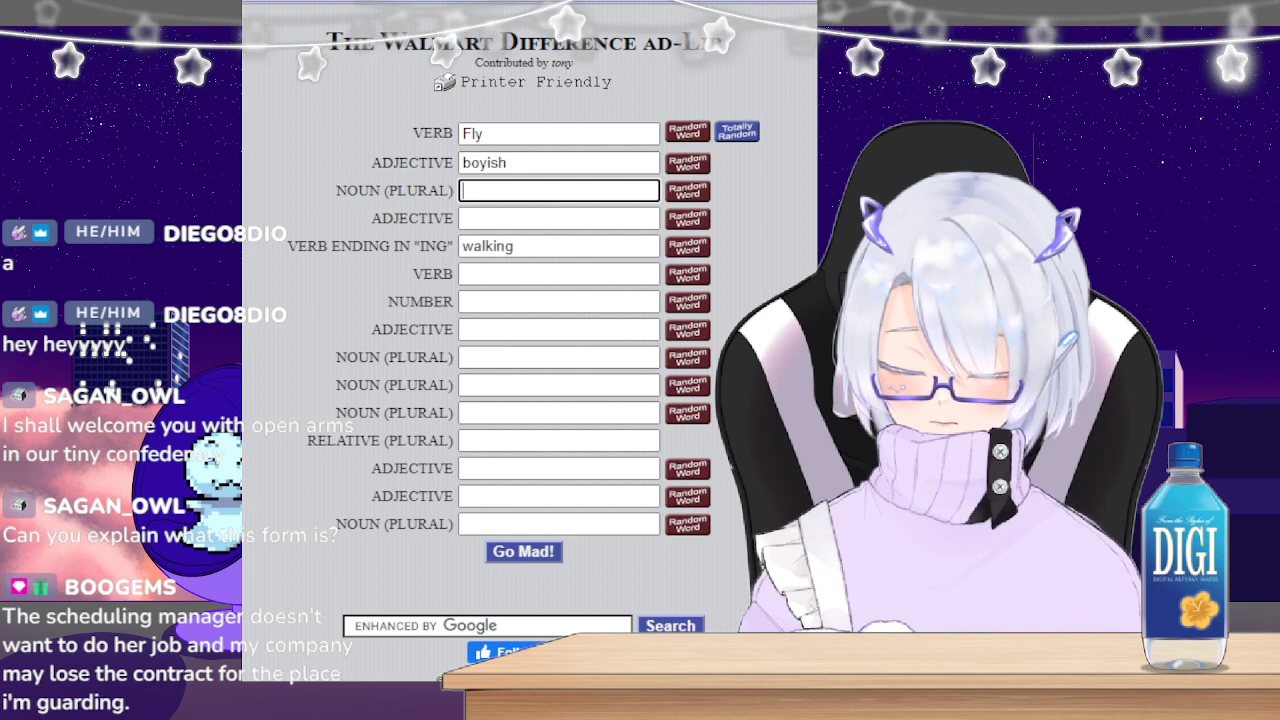 THE WALMART DIFFERENCE AD-LIB
Contributed by tony
Printer Friendly
VERB Fly Random Word Totally Random
ADJECTIVE boyish Random Word
NOUN (PLURAL) Random Word
ADJECTIVE Random Word
VERB ENDING IN "ING" walking Random Word
VERB Random Word
NUMBER Random Word
ADJECTIVE Random Word
NOUN (PLURAL) Random Word
NOUN (PLURAL) Random Word
NOUN (PLURAL) Random Word
RELATIVE (PLURAL)
ADJECTIVE Random Word
ADJECTIVE Random Word
NOUN (PLURAL) Random Word
Go Mad!
ENHANCED BY Google Search
HE/HIM DIEGO8DIO
a
HE/HIM DIEGO8DIO
hey heyyyyy
SAGAN_OWL
I shall welcome you with open arms
in our tiny confederacy
SAGAN_OWL
Can you explain what this form is?
BOOGEMS
The scheduling manager doesn't
want to do her job and my company
may lose the contract for the place
i'm guarding.
DIGI